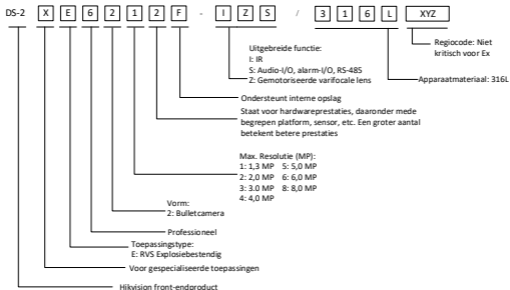 DS-2 X E 6 2 1 2 F - I Z S / 3 1 6 L XYZ
Regiocode: Niet
kritisch voor Ex
Uitgebreide functie:
I: IR
S: Audio-I/O, alarm-I/O, RS-485
Z: Gemotoriseerde varifocale lens
Apparaatmateriaal: 316L
Ondersteunt interne opslag
Staat voor hardwareprestaties, daaronder mede
begrepen platform, sensor, etc. Een groter aantal
betekent betere prestaties
Max. Resolutie (MP):
1: 1,3 MP 5: 5,0 MP
2: 2,0 MP 6: 6,0 MP
3: 3.0 MP 8: 8,0 MP
4: 4,0 MP
Vorm:
2: Bulletcamera
Professioneel
Toepassingstype:
E: RVS Explosiebestendig
Voor gespecialiseerde toepassingen
Hikvision front-endproduct